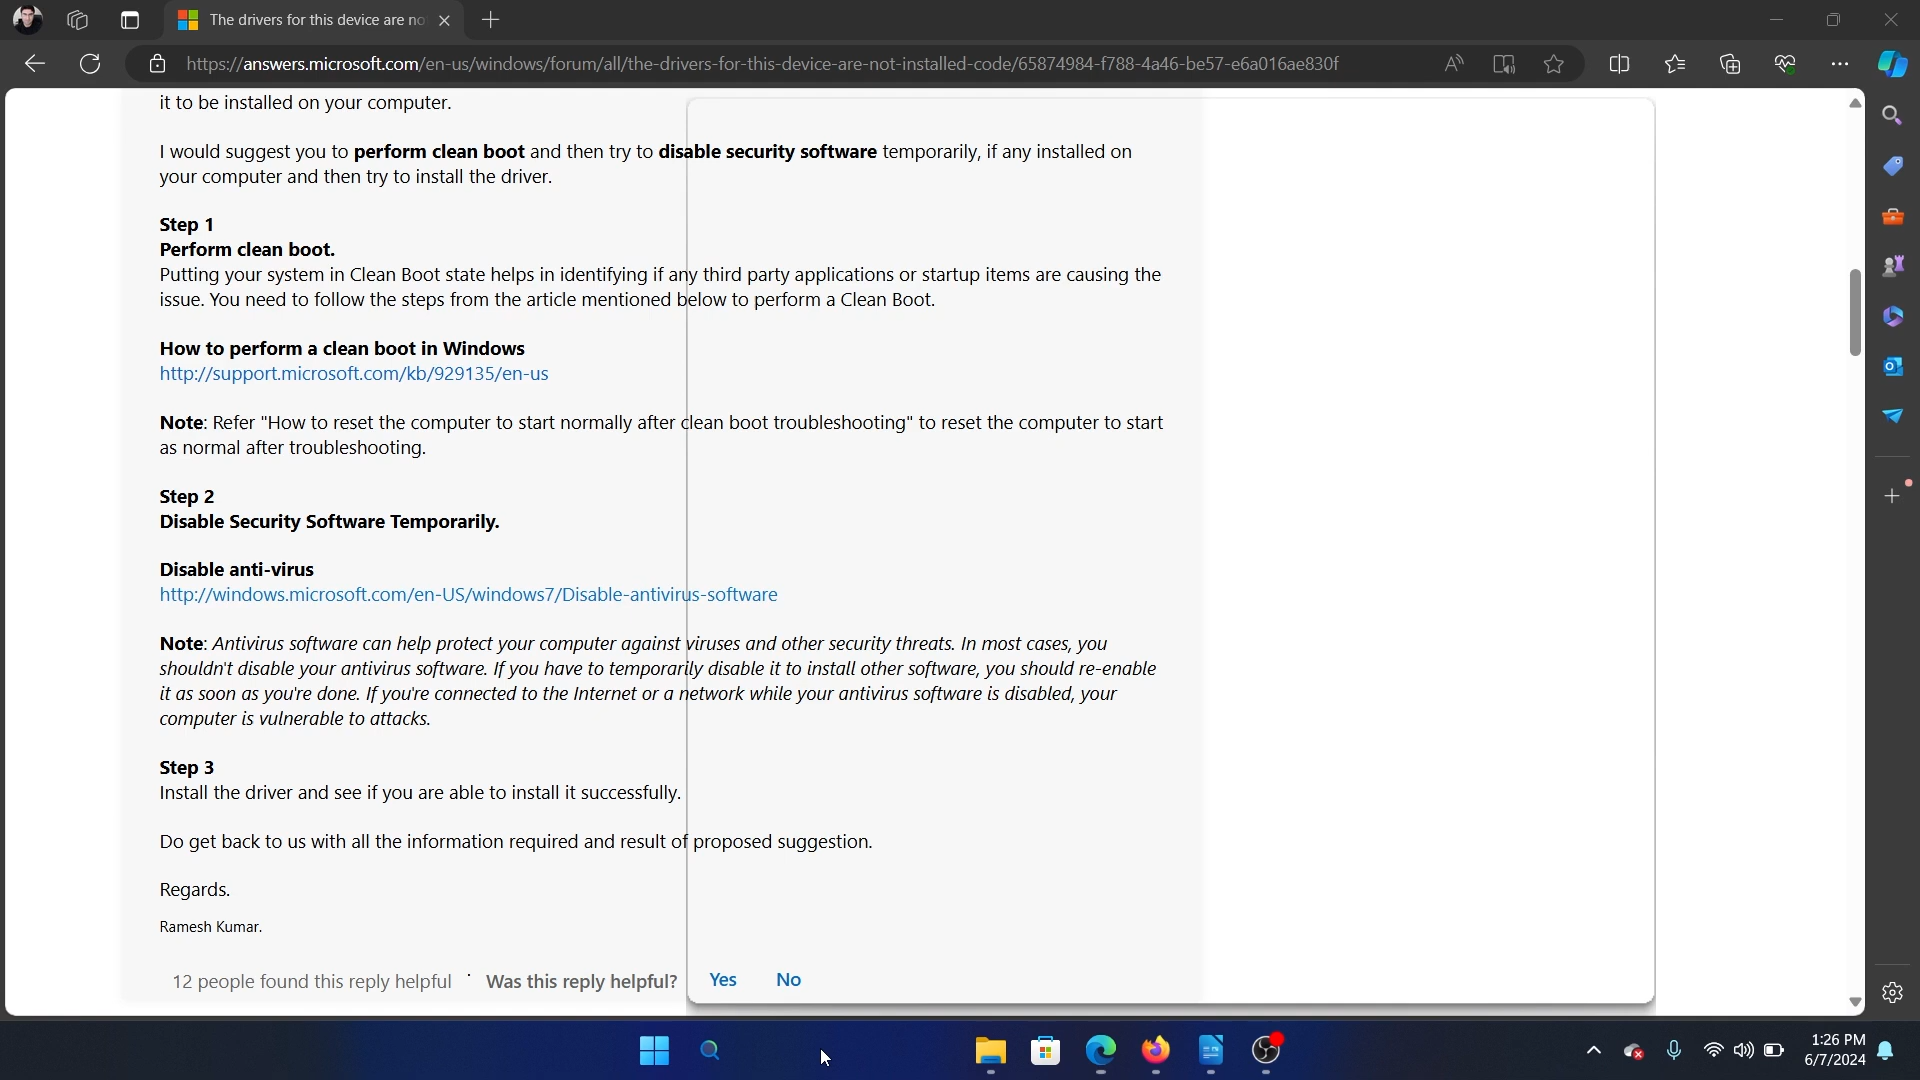 The drivers for this device are no
https://answers.microsoft.com/en-us/windows/forum/all/the-drivers-for-this-device-are-not-installed-code/65874984-f788-4a46-be57-e6a016ae830f
it to be installed on your computer.
I would suggest you to perform clean boot and then try to disable security software temporarily, if any installed on
your computer and then try to install the driver.
Step 1
Perform clean boot.
Putting your system in Clean Boot state helps in identifying if any third party applications or startup items are causing the
issue. You need to follow the steps from the article mentioned below to perform a Clean Boot.
How to perform a clean boot in Windows
http://support.microsoft.com/kb/929135/en-us
Note: Refer "How to reset the computer to start normally after clean boot troubleshooting" to reset the computer to start
as normal after troubleshooting.
Step 2
Disable Security Software Temporarily.
Disable anti-virus
http://windows.microsoft.com/en-US/windows7/Disable-antivirus-software
Note: Antivirus software can help protect your computer against viruses and other security threats. In most cases, you
shouldn't disable your antivirus software. If you have to temporarily disable it to install other software, you should re-enable
it as soon as you're done. If you're connected to the Internet or a network while your antivirus software is disabled, your
computer is vulnerable to attacks.
Step 3
Install the driver and see if you are able to install it successfully.
Do get back to us with all the information required and result of proposed suggestion.
Regards.
Ramesh Kumar.
12 people found this reply helpful · Was this reply helpful? Yes No
1:26 PM
6/7/2024